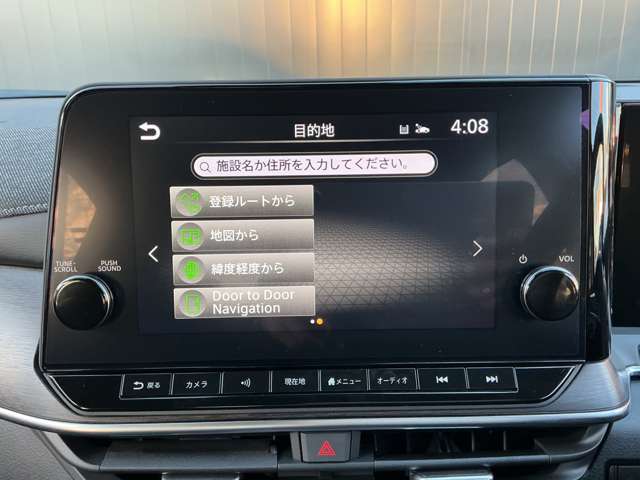 目的地
4:08
施設名か住所を入力してください。
登録ルートから
地図から
緯度経度から
Door to Door
Navigation
TUNE・
SCROLL
PUSH
SOUND
VOL
戻る
カメラ
現在地
メニュー
オーディオ